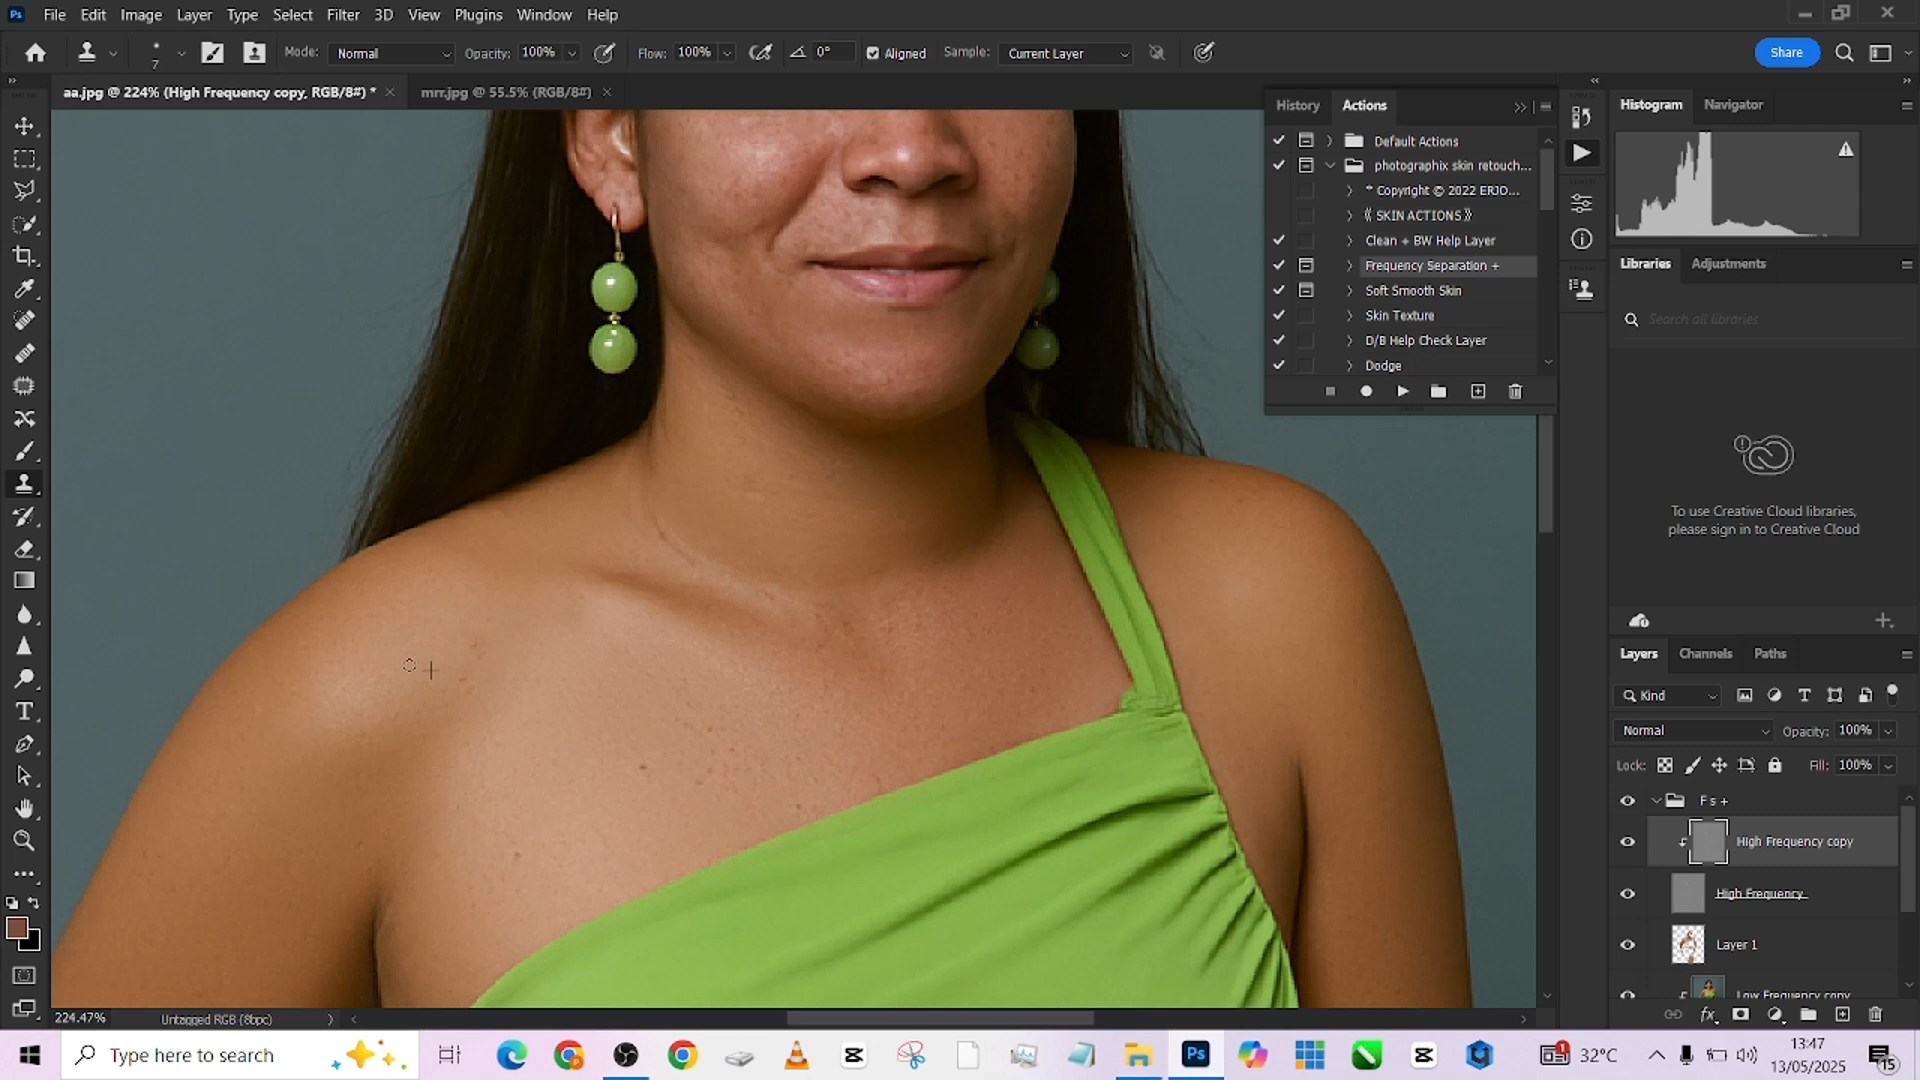 Ps File Edit Image Layer Type Select Filter 3D View Plugins Window Help
7 Mode: Normal Opacity: 100% Flow: 100% 0° Aligned Sample: Current Layer Share
aa.jpg @ 224% (High Frequency copy, RGB/8#) * mrr.jpg @ 55.5% (RGB/8#)
History Actions
Default Actions
photographix skin retouch...
* Copyright © 2022 ERJO...
《 SKIN ACTIONS 》
Clean + BW Help Layer
Frequency Separation +
Soft Smooth Skin
Skin Texture
D/B Help Check Layer
Dodge
Histogram Navigator
Libraries Adjustments
Search all libraries
To use Creative Cloud libraries,
please sign in to Creative Cloud
Layers Channels Paths
Kind
Normal Opacity: 100%
Lock: Fill: 100%
F s +
High Frequency copy
High Frequency
Layer 1
Low Frequency copy
224.47% Untagged RGB (8bpc)
Type here to search
32°C
13:47
13/05/2025
15